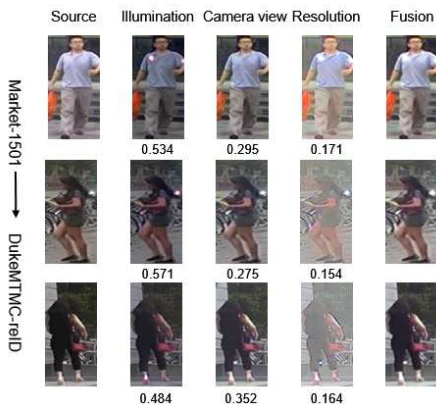 Source Illumination Camera view Resolution Fusion
0.534 0.295 0.171
0.571 0.275 0.154
0.484 0.352 0.164
Market-1501 → DukeMTMC-reID